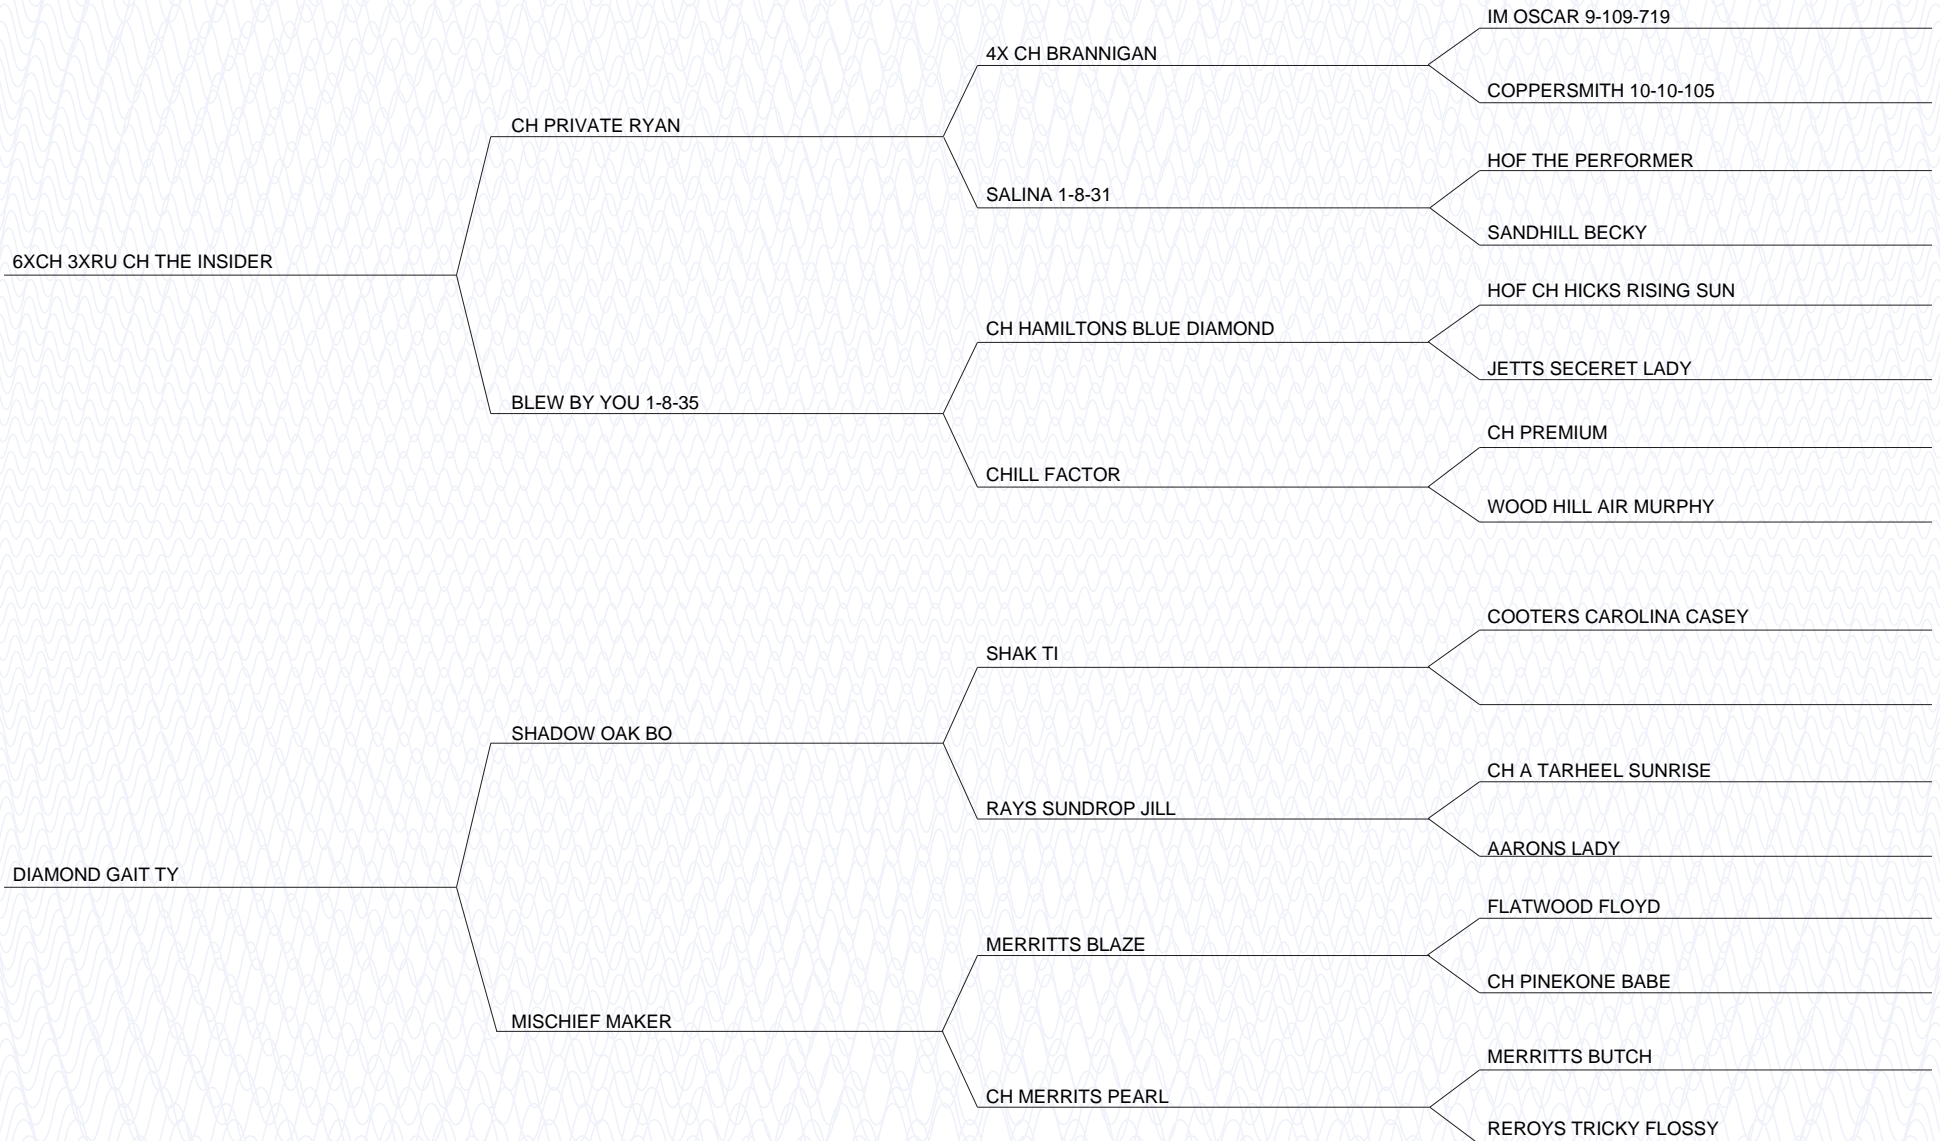 IM OSCAR 9-109-719
4X CH BRANNIGAN
COPPERSMITH 10-10-105
CH PRIVATE RYAN
HOF THE PERFORMER
SALINA 1-8-31
SANDHILL BECKY
6XCH 3XRU CH THE INSIDER
HOF CH HICKS RISING SUN
CH HAMILTONS BLUE DIAMOND
JETTS SECERET LADY
BLEW BY YOU 1-8-35
CH PREMIUM
CHILL FACTOR
WOOD HILL AIR MURPHY
COOTERS CAROLINA CASEY
SHAK TI
SHADOW OAK BO
CH A TARHEEL SUNRISE
RAYS SUNDROP JILL
AARONS LADY
DIAMOND GAIT TY
FLATWOOD FLOYD
MERRITTS BLAZE
CH PINEKONE BABE
MISCHIEF MAKER
MERRITTS BUTCH
CH MERRITS PEARL
REROYS TRICKY FLOSSY